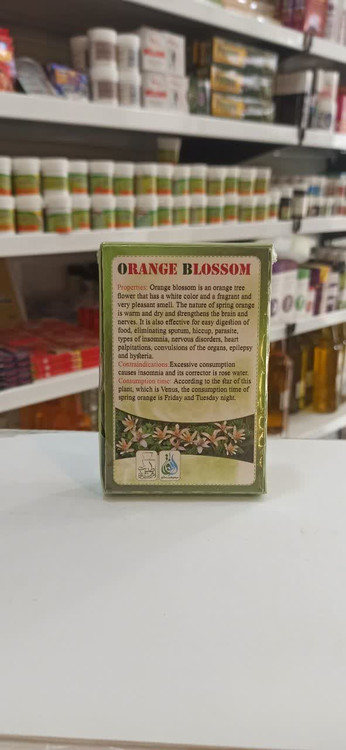 ORANGE BLOSSOM
Properties: Orange blossom is an orange tree
flower that has a white color and a fragrant and
very pleasant smell. The nature of spring orange
is warm and dry and strengthens the brain and
nerves. It is also effective for easy digestion of
food, eliminating sputum, hiccup, parasite,
types of insomnia, nervous disorders, heart
palpitations, convulsions of the organs, epilepsy
and hysteria.
Contraindications Excessive consumption
causes insomnia and its corrector is rose water.
Consumption time: According to the star of this
plant, which is Venus, the consumption time of
spring orange is Friday and Tuesday night.